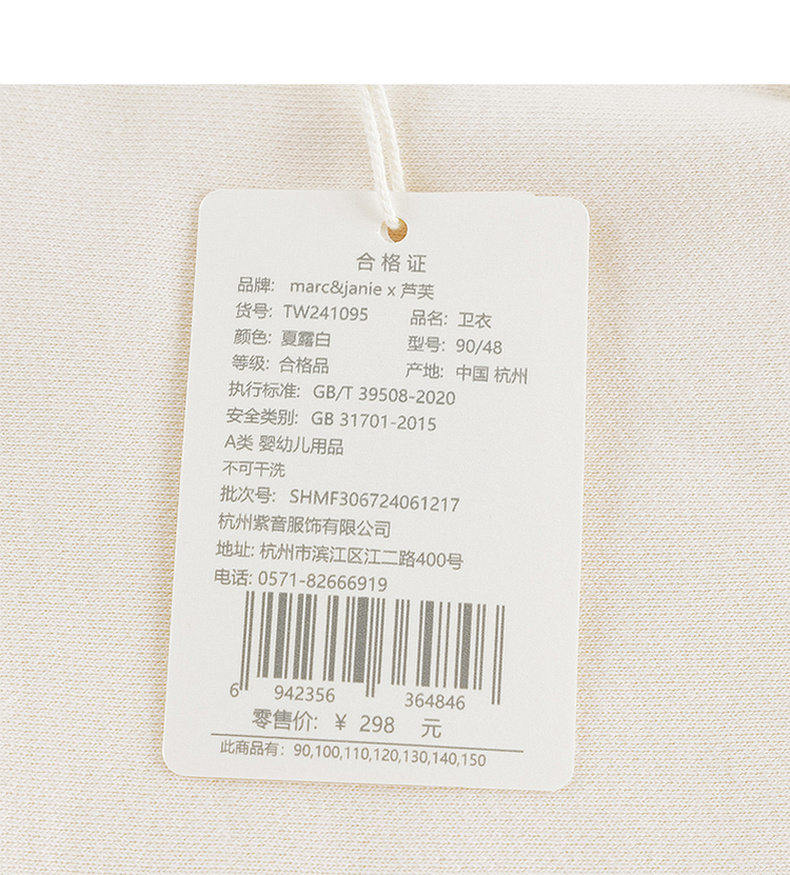 合格证
品牌: marc&janie x 芦芙
货号: TW241095 品名: 卫衣
颜色: 夏露白 型号: 90/48
等级: 合格品 产地: 中国 杭州
执行标准: GB/T 39508-2020
安全类别: GB 31701-2015
A类 婴幼儿用品
不可干洗
批次号: SHMF306724061217
杭州紫音服饰有限公司
地址: 杭州市滨江区江二路400号
电话: 0571-82666919
6 942356 364846
零售价: ¥ 298 元
此商品有: 90,100,110,120,130,140,150